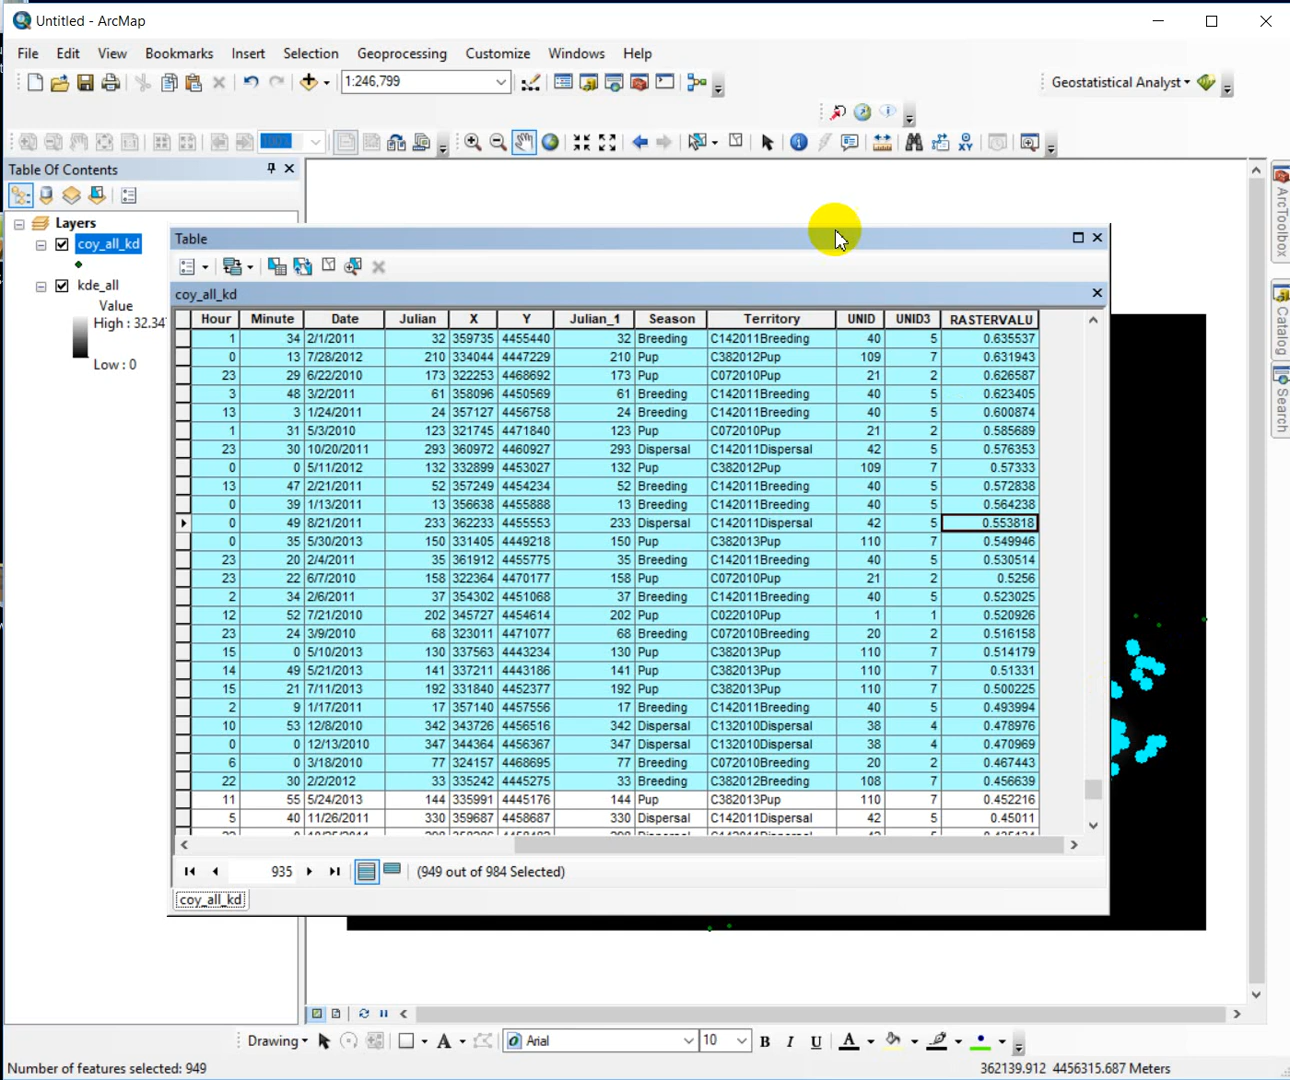 Untitled - ArcMap
File Edit View Bookmarks Insert Selection Geoprocessing Customize Windows Help
1:246,799
Geostatistical Analyst
Table Of Contents
Layers
coy_all_kd
kde_all
Value
High : 32.34
Low : 0
Table
coy_all_kd
Hour Minute Date Julian X Y Julian_1 Season Territory UNID UNID3 RASTERVALU
1 34 2/1/2011 32 359735 4455440 32 Breeding C142011Breeding 40 5 0.635537
0 13 7/28/2012 210 334044 4447229 210 Pup C382012Pup 109 7 0.631943
23 29 6/22/2010 173 322253 4468692 173 Pup C072010Pup 21 2 0.626587
3 48 3/2/2011 61 358096 4450569 61 Breeding C142011Breeding 40 5 0.623405
13 3 1/24/2011 24 357127 4456758 24 Breeding C142011Breeding 40 5 0.600874
1 31 5/3/2010 123 321745 4471840 123 Pup C072010Pup 21 2 0.585689
23 30 10/20/2011 293 360972 4460927 293 Dispersal C142011Dispersal 42 5 0.576353
0 0 5/11/2012 132 332899 4453027 132 Pup C382012Pup 109 7 0.57333
13 47 2/21/2011 52 357249 4454234 52 Breeding C142011Breeding 40 5 0.572838
0 39 1/13/2011 13 356638 4455888 13 Breeding C142011Breeding 40 5 0.564238
0 49 8/21/2011 233 362233 4455553 233 Dispersal C142011Dispersal 42 5 0.553818
0 35 5/30/2013 150 331405 4449218 150 Pup C382013Pup 110 7 0.549946
23 20 2/4/2011 35 361912 4455775 35 Breeding C142011Breeding 40 5 0.530514
23 22 6/7/2010 158 322364 4470177 158 Pup C072010Pup 21 2 0.5256
2 34 2/6/2011 37 354302 4451068 37 Breeding C142011Breeding 40 5 0.523025
12 52 7/21/2010 202 345727 4454614 202 Pup C022010Pup 1 1 0.520926
23 24 3/9/2010 68 323011 4471077 68 Breeding C072010Breeding 20 2 0.516158
15 0 5/10/2013 130 337563 4443234 130 Pup C382013Pup 110 7 0.514179
14 49 5/21/2013 141 337211 4443186 141 Pup C382013Pup 110 7 0.51331
15 21 7/11/2013 192 331840 4452377 192 Pup C382013Pup 110 7 0.500225
2 9 1/17/2011 17 357140 4457556 17 Breeding C142011Breeding 40 5 0.493994
10 53 12/8/2010 342 343726 4456516 342 Dispersal C132010Dispersal 38 4 0.478976
0 0 12/13/2010 347 344364 4456367 347 Dispersal C132010Dispersal 38 4 0.470969
6 0 3/18/2010 77 324157 4468695 77 Breeding C072010Breeding 20 2 0.467443
22 30 2/2/2012 33 335242 4445275 33 Breeding C382012Breeding 108 7 0.456639
11 55 5/24/2013 144 335991 4445176 144 Pup C382013Pup 110 7 0.452216
5 40 11/26/2011 330 359687 4458687 330 Dispersal C142011Dispersal 42 5 0.45011
935 (949 out of 984 Selected)
coy_all_kd
ArcToolbox
Catalog
Search
Drawing Arial 10 B I U A
Number of features selected: 949
362139.912 4456315.687 Meters